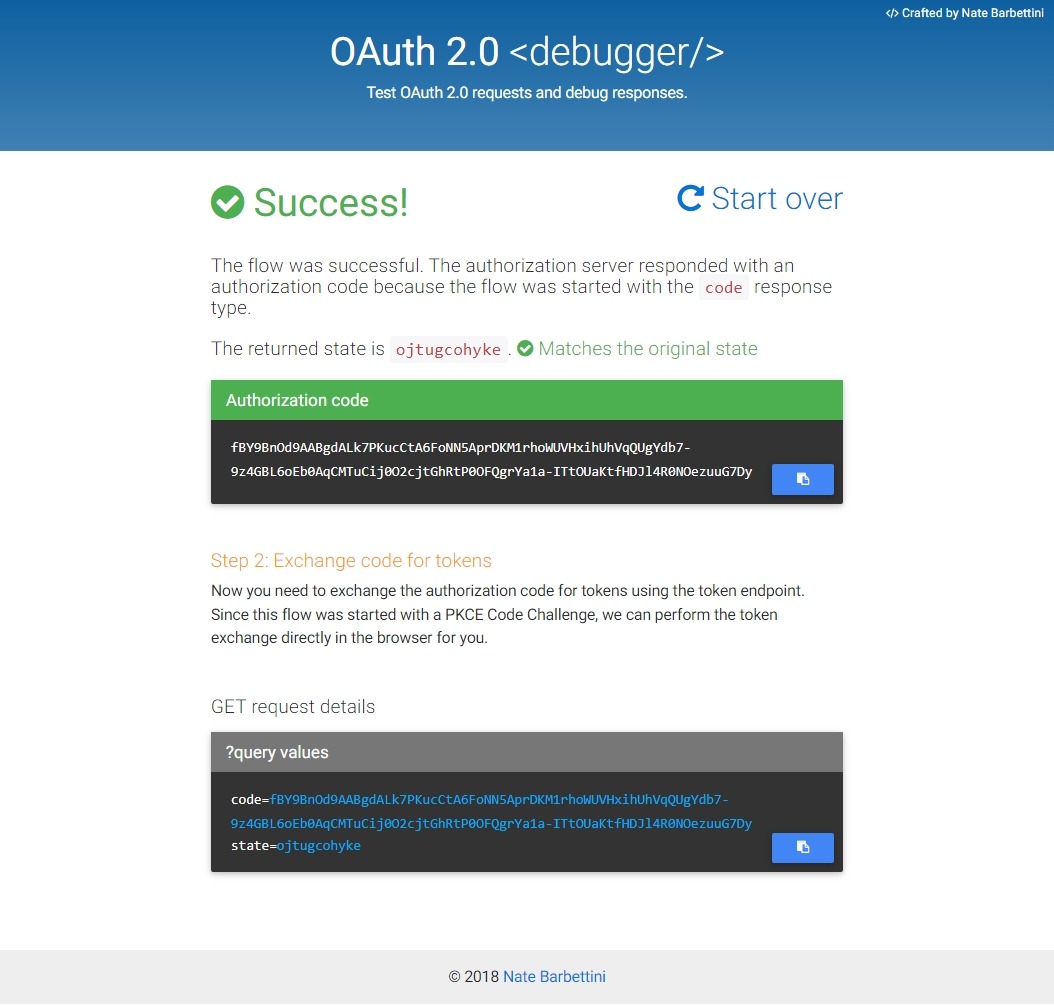 </> Crafted by Nate Barbettini
OAuth 2.0 <debugger/>
Test OAuth 2.0 requests and debug responses.
Success!
Start over
The flow was successful. The authorization server responded with an
authorization code because the flow was started with the code response
type.
The returned state is ojtugcohyke . Matches the original state
Authorization code
fBY9BnOd9AABgdALk7PKucCtA6FoNN5AprDKM1rhoWUVHxihUhVqQUgYdb7-
9z4GBL6oEb0AqCMTuCij0O2cjtGhRtP0OFQgrYa1a-ITtOUaKtfHDJl4R0NOezuuG7Dy
Step 2: Exchange code for tokens
Now you need to exchange the authorization code for tokens using the token endpoint.
Since this flow was started with a PKCE Code Challenge, we can perform the token
exchange directly in the browser for you.
GET request details
?query values
code=fBY9BnOd9AABgdALk7PKucCtA6FoNN5AprDKM1rhoWUVHxihUhVqQUgYdb7-
9z4GBL6oEb0AqCMTuCij0O2cjtGhRtP0OFQgrYa1a-ITtOUaKtfHDJl4R0NOezuuG7Dy
state=ojtugcohyke
© 2018 Nate Barbettini